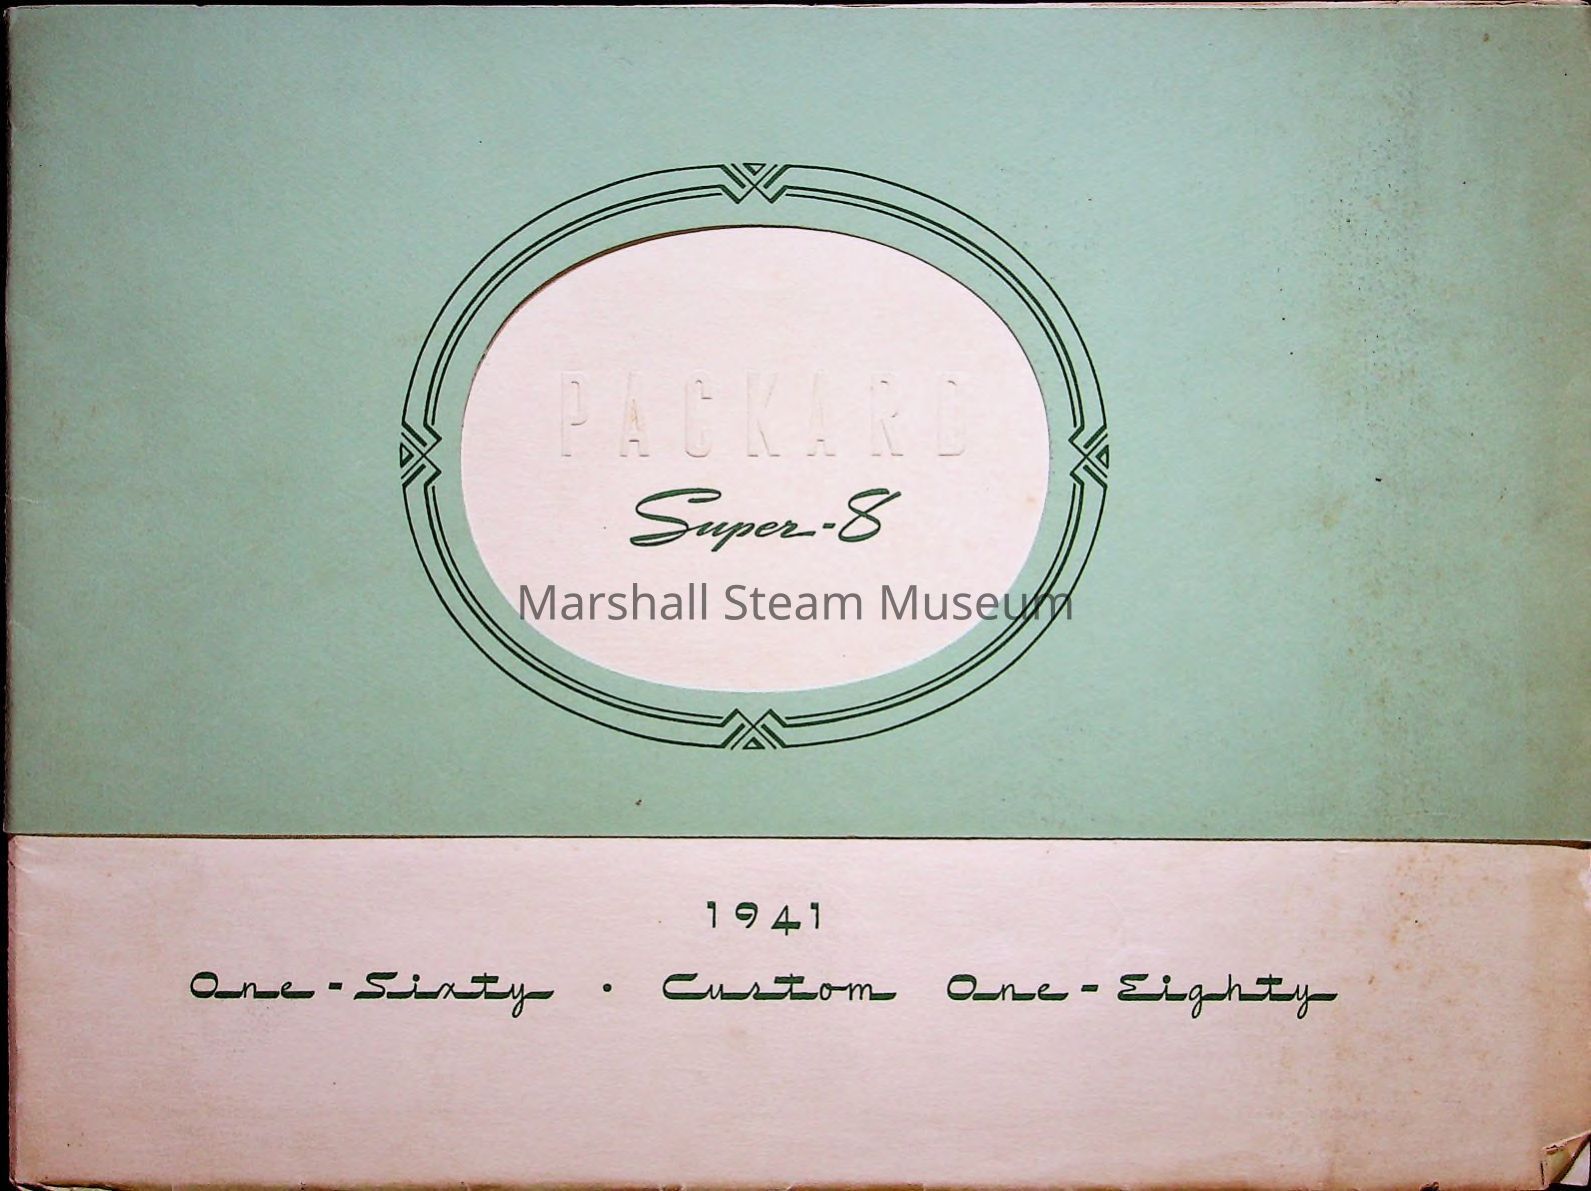 PACKARD
Super-8
Marshall Steam Museum
1941
One-Sixty • Custom One-Eighty